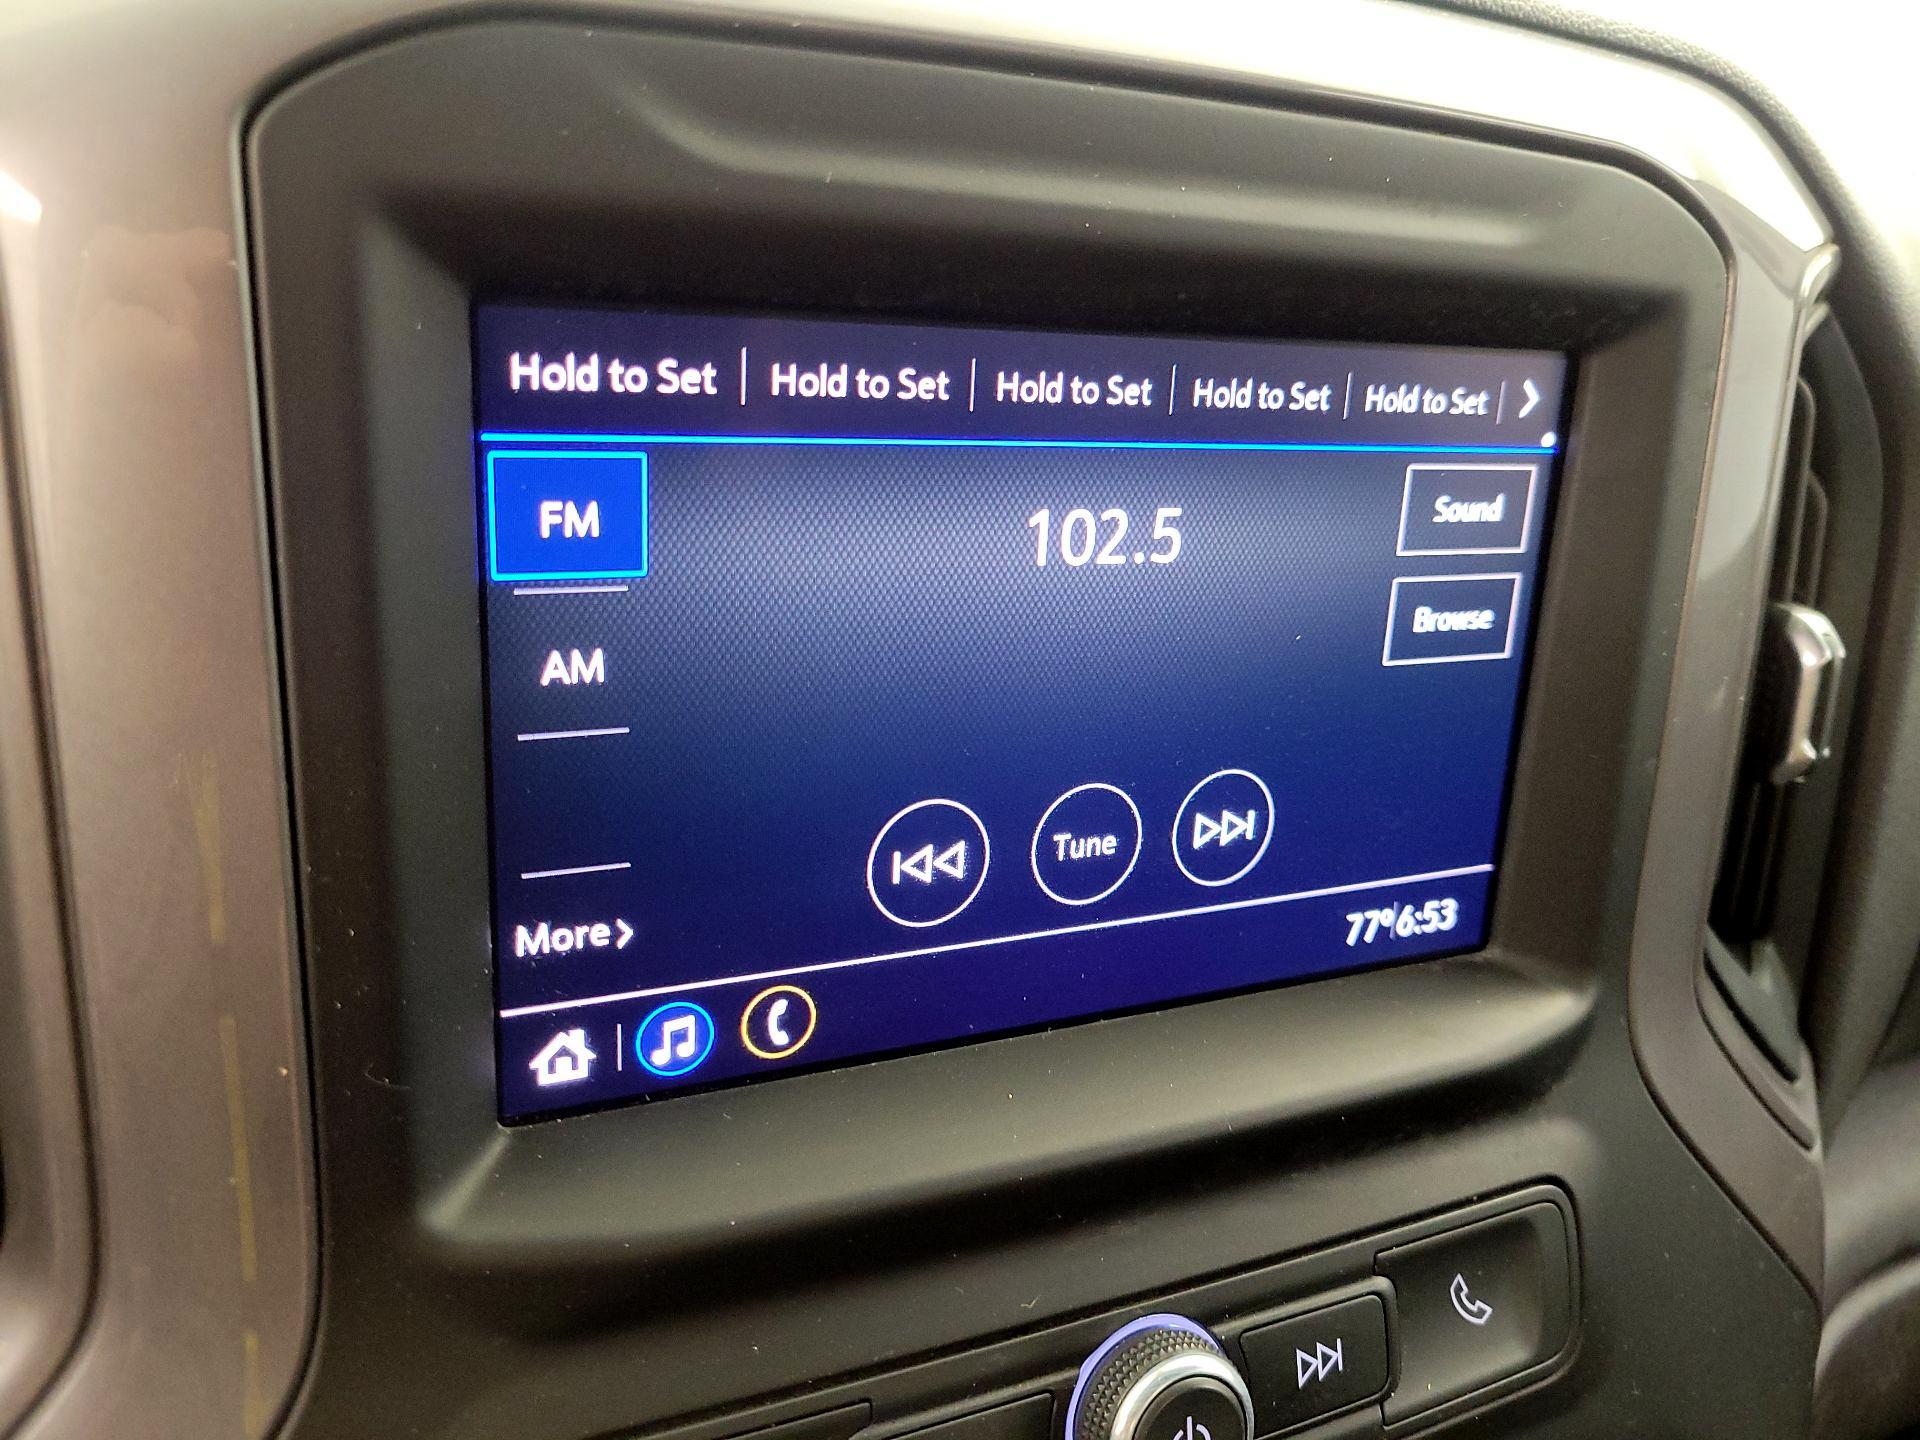 Hold to Set | Hold to Set | Hold to Set | Hold to Set | Hold to Set
FM
102.5
Sound
Browse
AM
Tune
More
77° 6:53